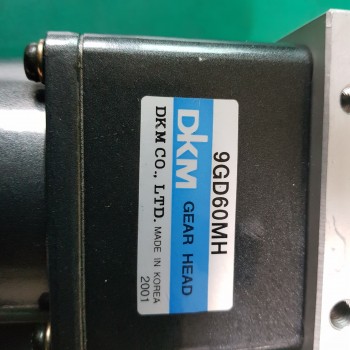 9GD60MH
DKM GEAR HEAD
DKM CO., LTD. MADE IN KOREA
2001